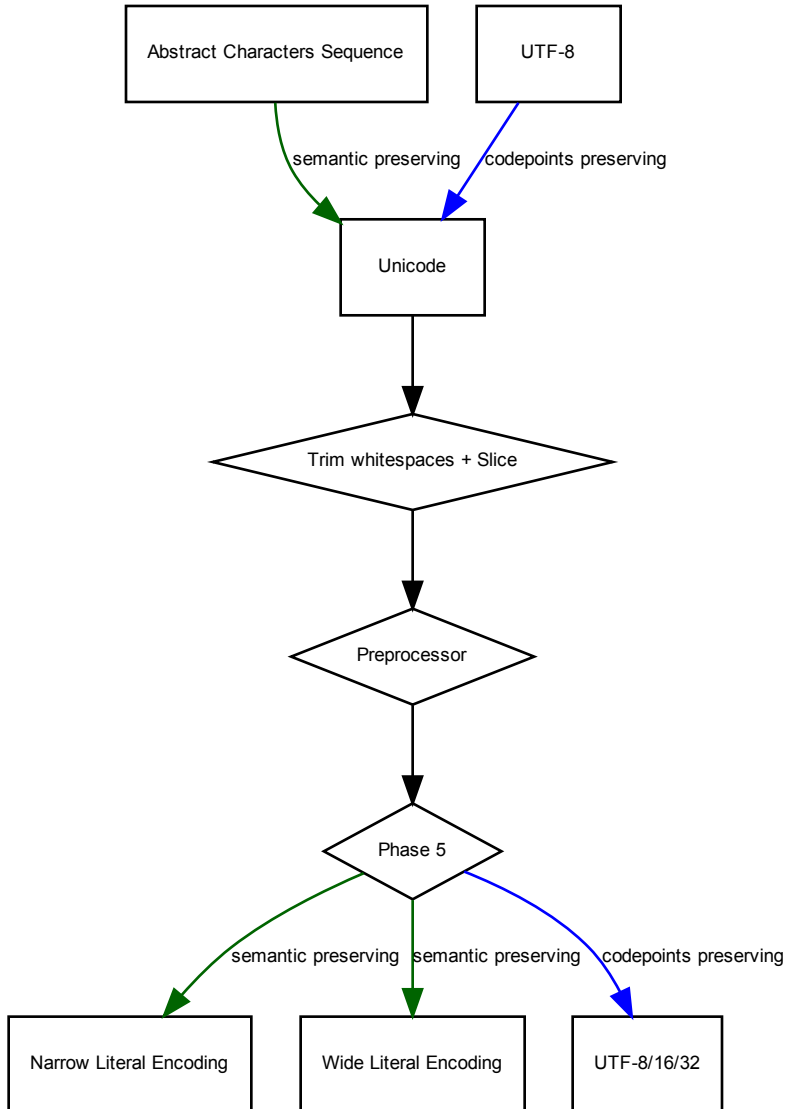 Abstract Characters Sequence
UTF-8
semantic preserving
codepoints preserving
Unicode
Trim whitespaces + Slice
Preprocessor
Phase 5
semantic preserving
semantic preserving
codepoints preserving
Narrow Literal Encoding
Wide Literal Encoding
UTF-8/16/32